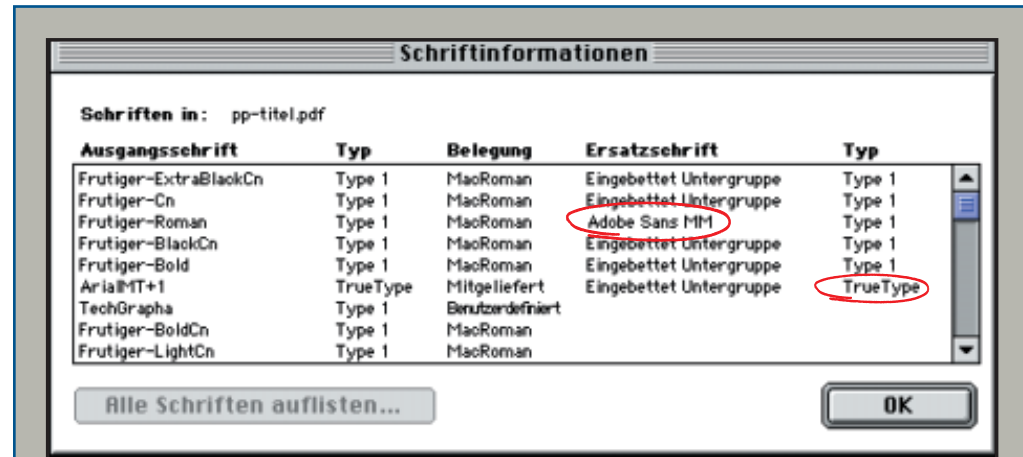 Schriftinformationen
Schriften in: pp-titel.pdf
Ausgangsschrift Typ Belegung Ersatzschrift Typ
Frutiger-ExtraBlackCn Type 1 MacRoman Eingebettet Untergruppe Type 1
Frutiger-Cn Type 1 MacRoman Eingebettet Untergruppe Type 1
Frutiger-Roman Type 1 MacRoman Adobe Sans MM Type 1
Frutiger-BlackCn Type 1 MacRoman Eingebettet Untergruppe Type 1
Frutiger-Bold Type 1 MacRoman Eingebettet Untergruppe Type 1
ArialMT+1 TrueType Mitgeliefert Eingebettet Untergruppe TrueType
TechGrapha Type 1 Benutzerdefiniert
Frutiger-BoldCn Type 1 MacRoman
Frutiger-LightCn Type 1 MacRoman
Alle Schriften auflisten... OK